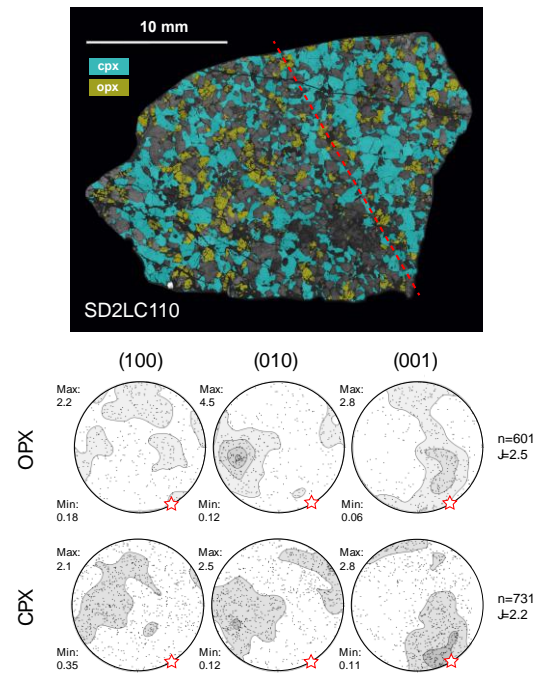 10 mm
cpx
opx
SD2LC110
(100) (010) (001)
OPX
Max:
2.2
Min:
0.18
Max:
4.5
Min:
0.12
Max:
2.8
Min:
0.06
n=601
J=2.5
CPX
Max:
2.1
Min:
0.35
Max:
2.5
Min:
0.12
Max:
2.8
Min:
0.11
n=731
J=2.2